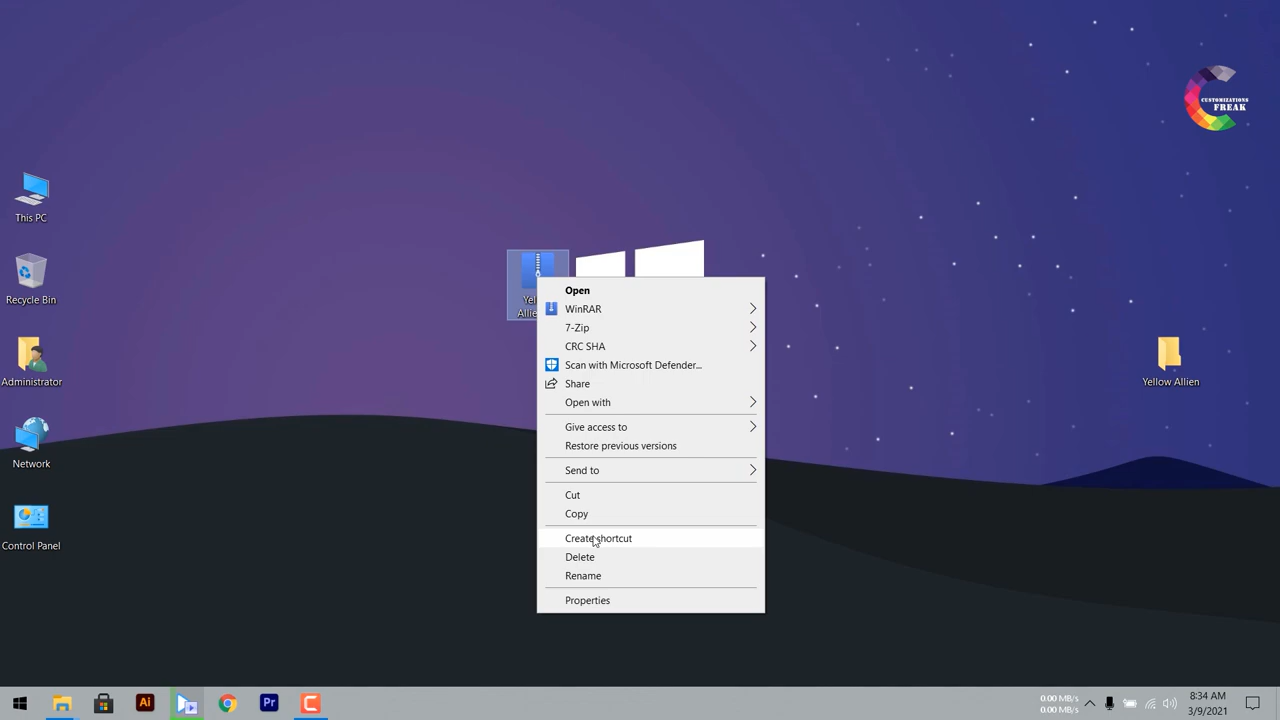 CUSTOMIZATIONS
FREAK
This PC
Recycle Bin
Administrator
Network
Control Panel
Open
WinRAR
7-Zip
CRC SHA
Scan with Microsoft Defender...
Share
Open with
Give access to
Restore previous versions
Send to
Cut
Copy
Create shortcut
Delete
Rename
Properties
Yellow Allien
Ai
Pr
0.00 MB/s
0.00 MB/s
8:34 AM
3/9/2021